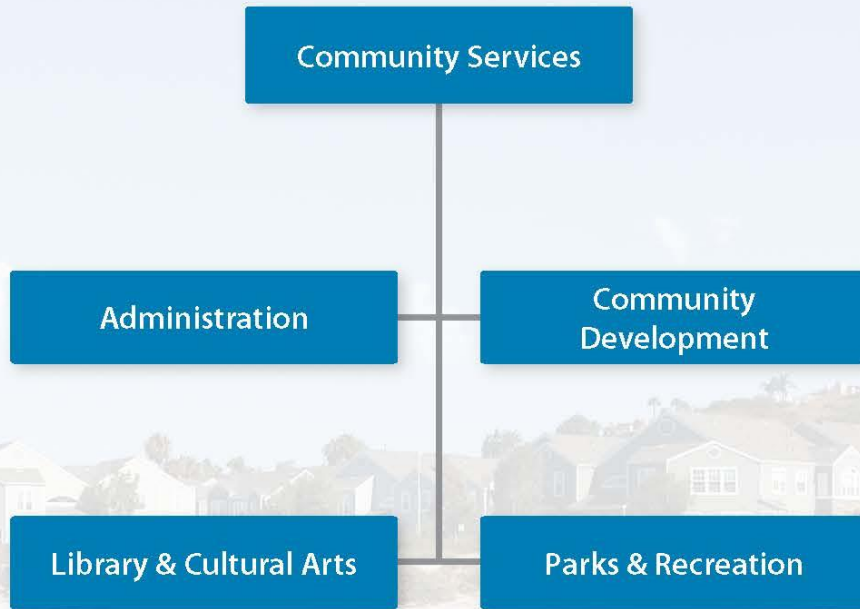 Community Services
Administration
Community
Development
Library & Cultural Arts
Parks & Recreation